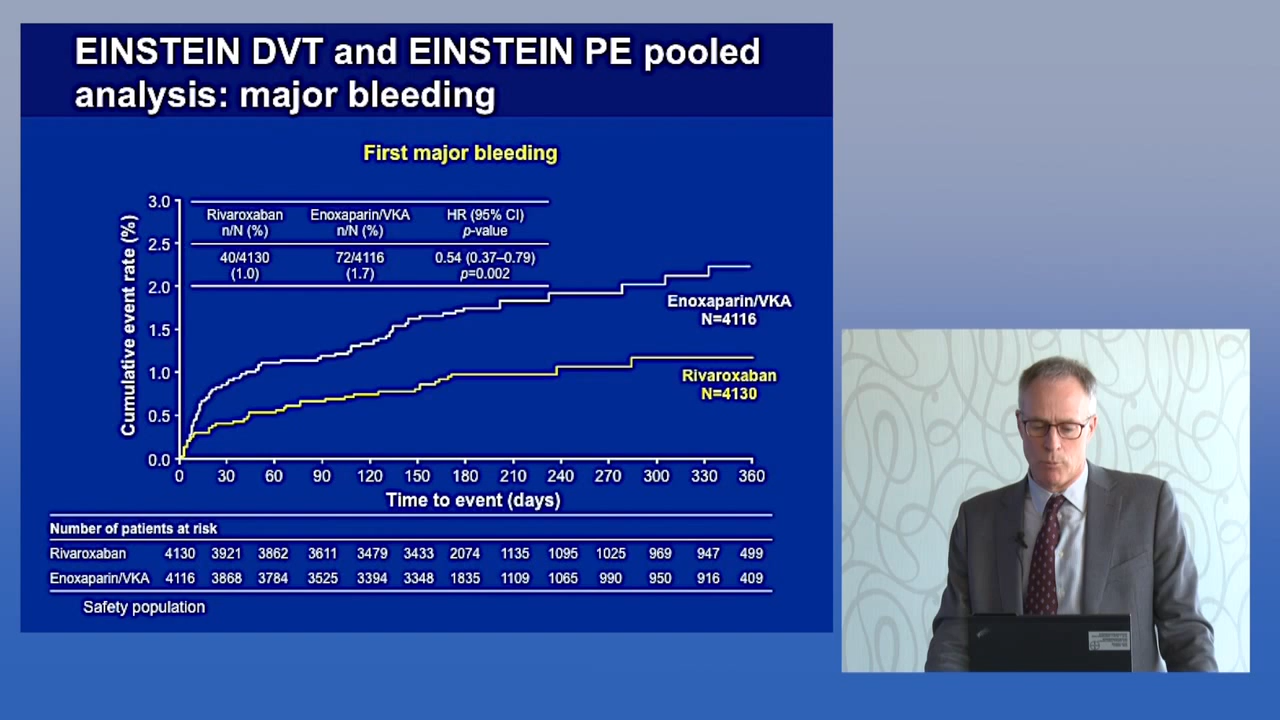 EINSTEIN DVT and EINSTEIN PE pooled
analysis: major bleeding
First major bleeding
Cumulative event rate (%)
3.0
2.5
2.0
1.5
1.0
0.5
0.0
Rivaroxaban Enoxaparin/VKA HR (95% CI)
n/N (%) n/N (%) p-value
40/4130 72/4116 0.54 (0.37–0.79)
(1.0) (1.7) p=0.002
Enoxaparin/VKA
N=4116
Rivaroxaban
N=4130
0 30 60 90 120 150 180 210 240 270 300 330 360
Time to event (days)
Number of patients at risk
Rivaroxaban 4130 3921 3862 3611 3479 3433 2074 1135 1095 1025 969 947 499
Enoxaparin/VKA 4116 3868 3784 3525 3394 3348 1835 1109 1065 990 950 916 409
Safety population